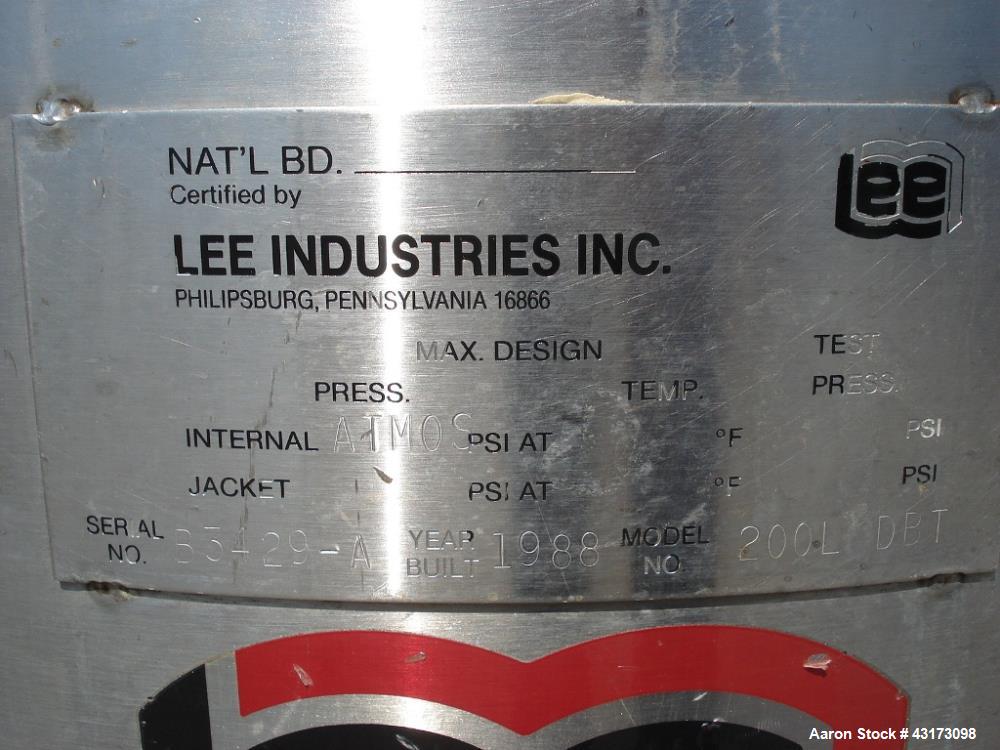 NAT'L BD.
Lee
Certified by
LEE INDUSTRIES INC.
PHILIPSBURG, PENNSYLVANIA 16866
MAX. DESIGN TEST
PRESS. TEMP. PRESS.
INTERNAL ATMOS PSI AT °F PSI
JACKET PSI AT °F PSI
SERIAL NO. YEAR BUILT 1988 MODEL NO. 200L DBT
Aaron Stock # 43173098